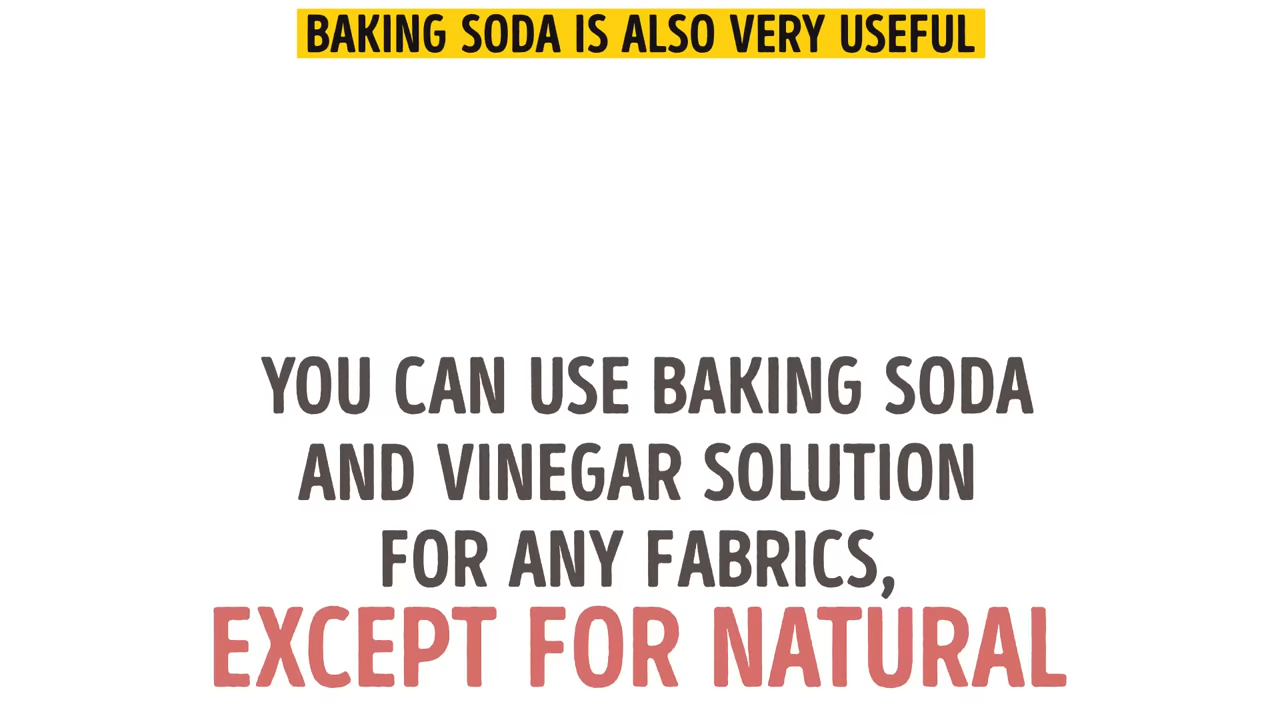 BAKING SODA IS ALSO VERY USEFUL
YOU CAN USE BAKING SODA
AND VINEGAR SOLUTION
FOR ANY FABRICS,
EXCEPT FOR NATURAL